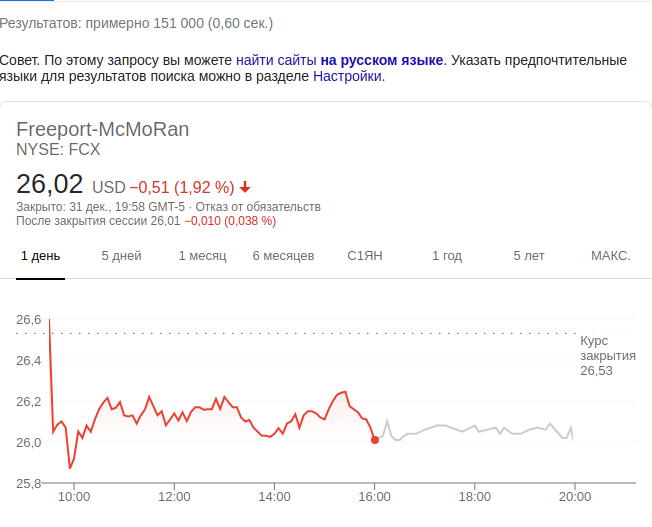 Результатов: примерно 151 000 (0,60 сек.)
Совет. По этому запросу вы можете найти сайты на русском языке. Указать предпочтительные
языки для результатов поиска можно в разделе Настройки.
Freeport-McMoRan
NYSE: FCX
26,02 USD −0,51 (1,92 %)
Закрыто: 31 дек., 19:58 GMT-5 · Отказ от обязательств
После закрытия сессии 26,01 −0,010 (0,038 %)
1 день 5 дней 1 месяц 6 месяцев С1ЯН 1 год 5 лет МАКС.
26,6
Курс
закрытия
26,53
26,4
26,2
26,0
25,8
10:00 12:00 14:00 16:00 18:00 20:00